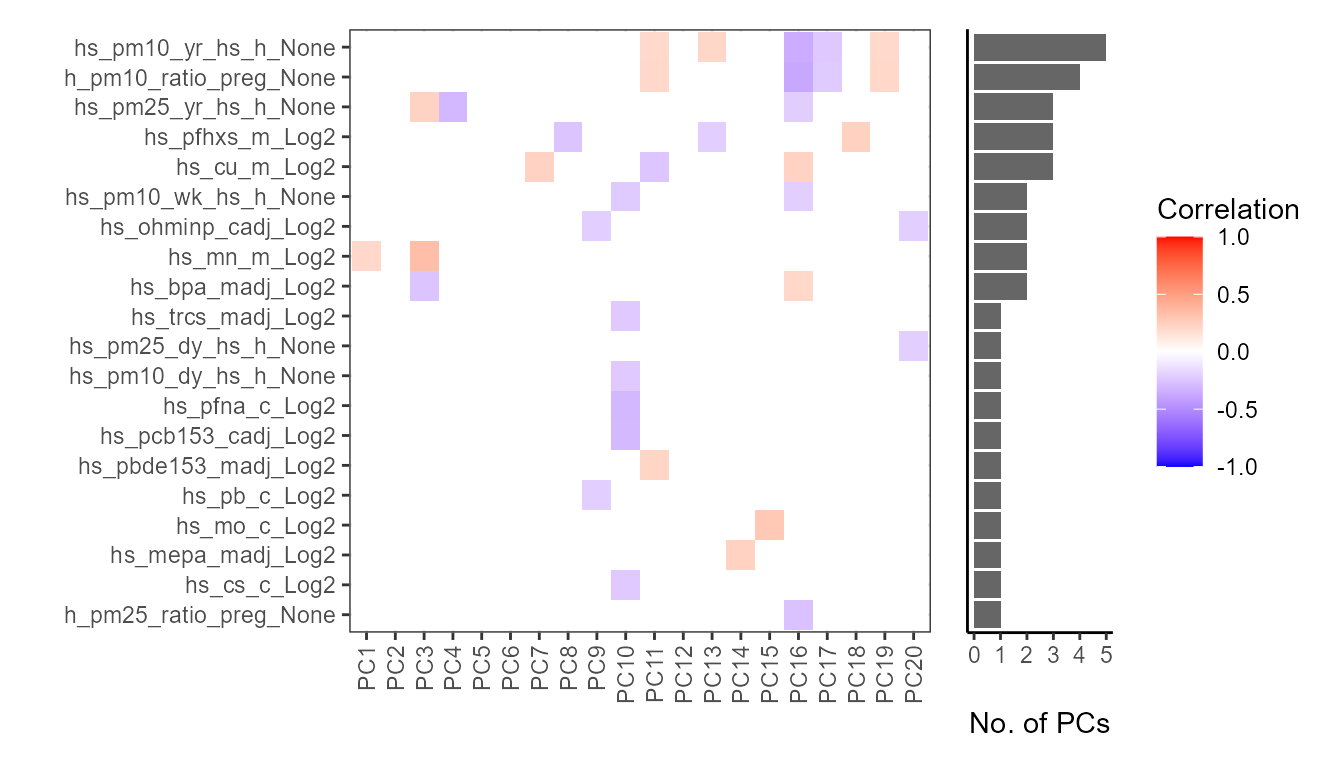 hs_pm10_yr_hs_h_None
h_pm10_ratio_preg_None
hs_pm25_yr_hs_h_None
hs_pfhxs_m_Log2
hs_cu_m_Log2
hs_pm10_wk_hs_h_None
hs_ohminp_cadj_Log2
hs_mn_m_Log2
hs_bpa_madj_Log2
hs_trcs_madj_Log2
hs_pm25_dy_hs_h_None
hs_pm10_dy_hs_h_None
hs_pfna_c_Log2
hs_pcb153_cadj_Log2
hs_pbde153_madj_Log2
hs_pb_c_Log2
hs_mo_c_Log2
hs_mepa_madj_Log2
hs_cs_c_Log2
h_pm25_ratio_preg_None
PC1 PC2 PC3 PC4 PC5 PC6 PC7 PC8 PC9 PC10 PC11 PC12 PC13 PC14 PC15 PC16 PC17 PC18 PC19 PC20
0 1 2 3 4 5
No. of PCs
Correlation
1.0
0.5
0.0
-0.5
-1.0